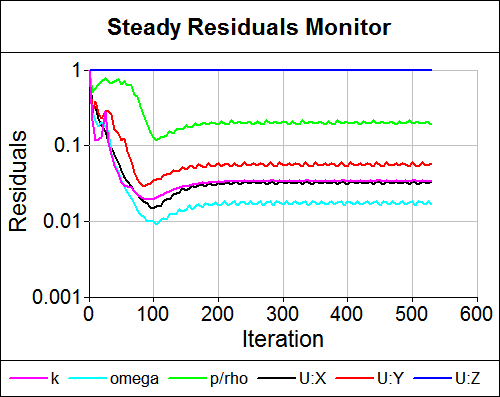 Steady Residuals Monitor
Residuals
1
0.1
0.01
0.001
0 100 200 300 400 500 600
Iteration
k omega p/rho U:X U:Y U:Z